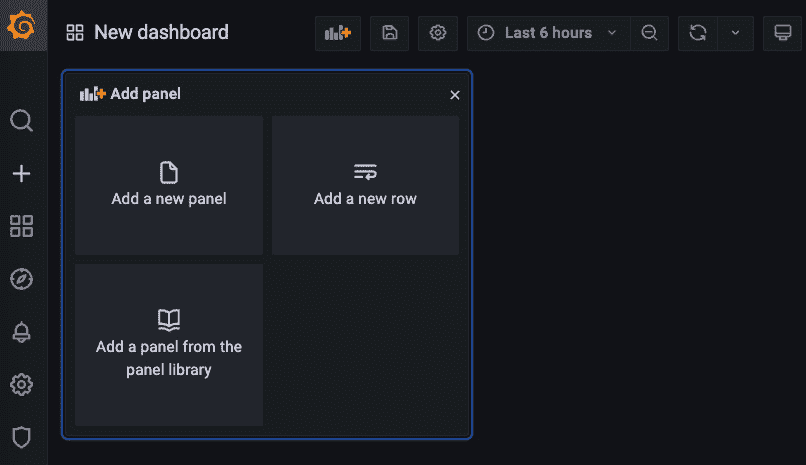 New dashboard
Last 6 hours
Add panel
Add a new panel
Add a new row
Add a panel from the
panel library